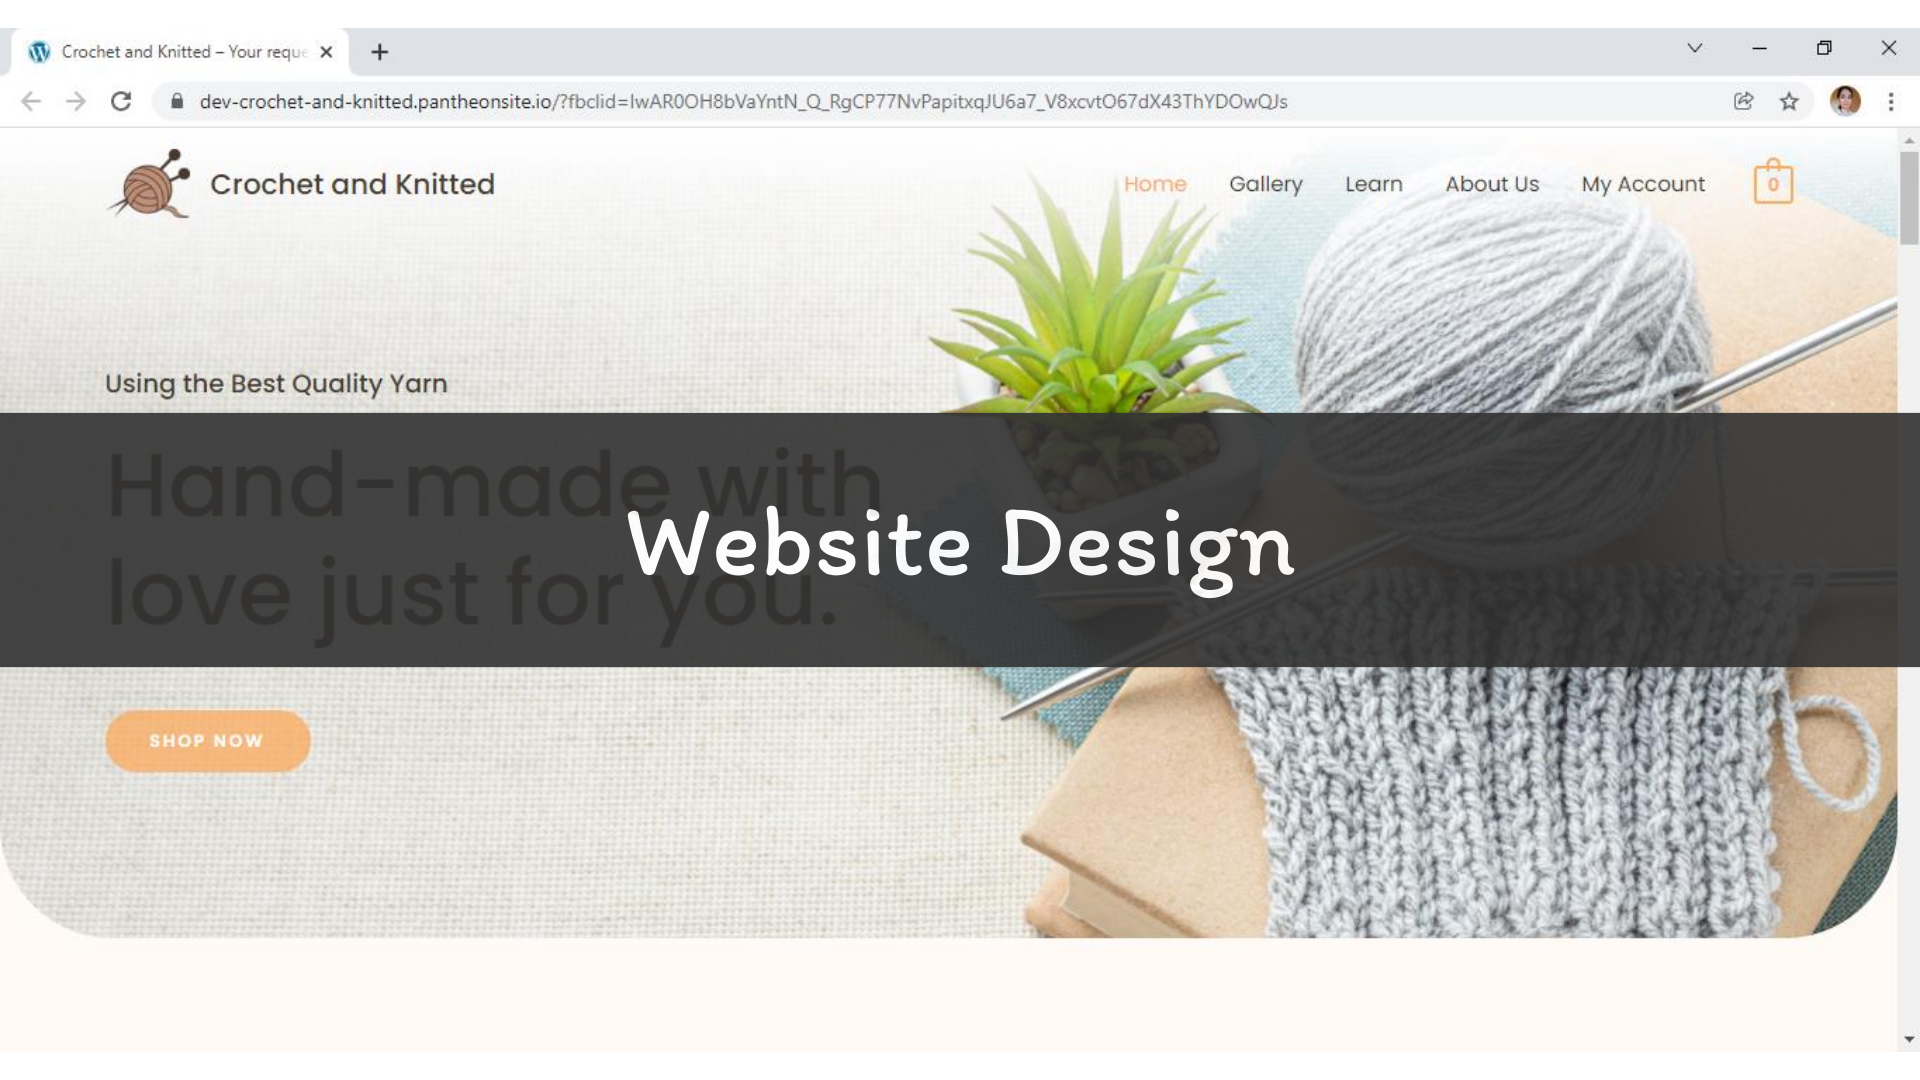 Crochet and Knitted – Your reque
dev-crochet-and-knitted.pantheonsite.io/?fbclid=IwAR0OH8bVaYntN_Q_RgCP77NvPapitxqJU6a7_V8xcvtO67dX43ThYDOwQJs
Crochet and Knitted
Home Gallery Learn About Us My Account 0
Using the Best Quality Yarn
Hand-made with
love just for you.
Website Design
SHOP NOW